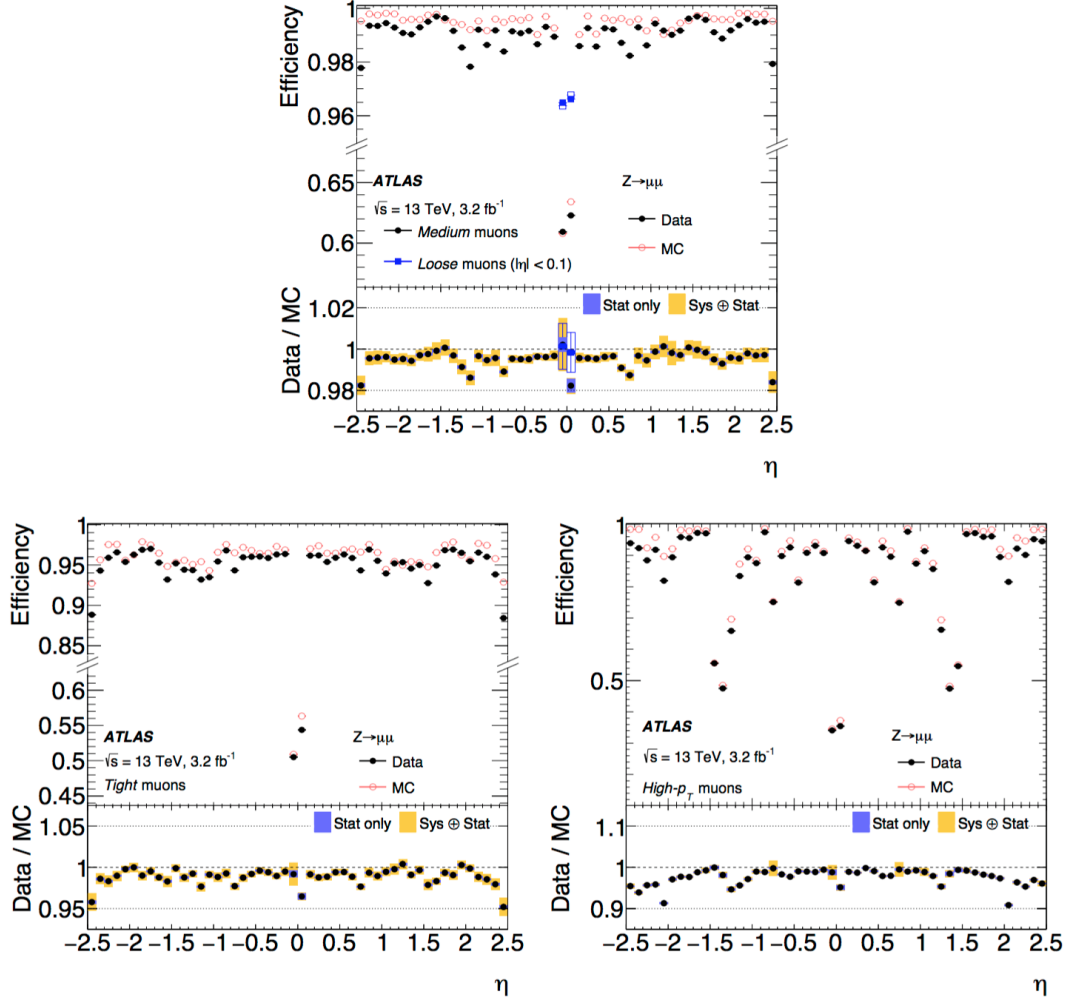 Efficiency
1
0.98
0.96
0.65
0.6
ATLAS
√s = 13 TeV, 3.2 fb⁻¹
Medium muons
Loose muons (|η| < 0.1)
Z→μμ
Data
MC
Data / MC
1.02
1
0.98
Stat only
Sys ⊕ Stat
−2.5 −2 −1.5 −1 −0.5 0 0.5 1 1.5 2 2.5
η
Efficiency
1
0.95
0.9
0.85
0.6
0.55
0.5
0.45
ATLAS
√s = 13 TeV, 3.2 fb⁻¹
Tight muons
Z→μμ
Data
MC
Data / MC
1.05
1
0.95
Stat only
Sys ⊕ Stat
−2.5 −2 −1.5 −1 −0.5 0 0.5 1 1.5 2 2.5
η
Efficiency
1
0.5
ATLAS
√s = 13 TeV, 3.2 fb⁻¹
High-p_T muons
Z→μμ
Data
MC
Data / MC
1.1
1
0.9
Stat only
Sys ⊕ Stat
−2.5 −2 −1.5 −1 −0.5 0 0.5 1 1.5 2 2.5
η